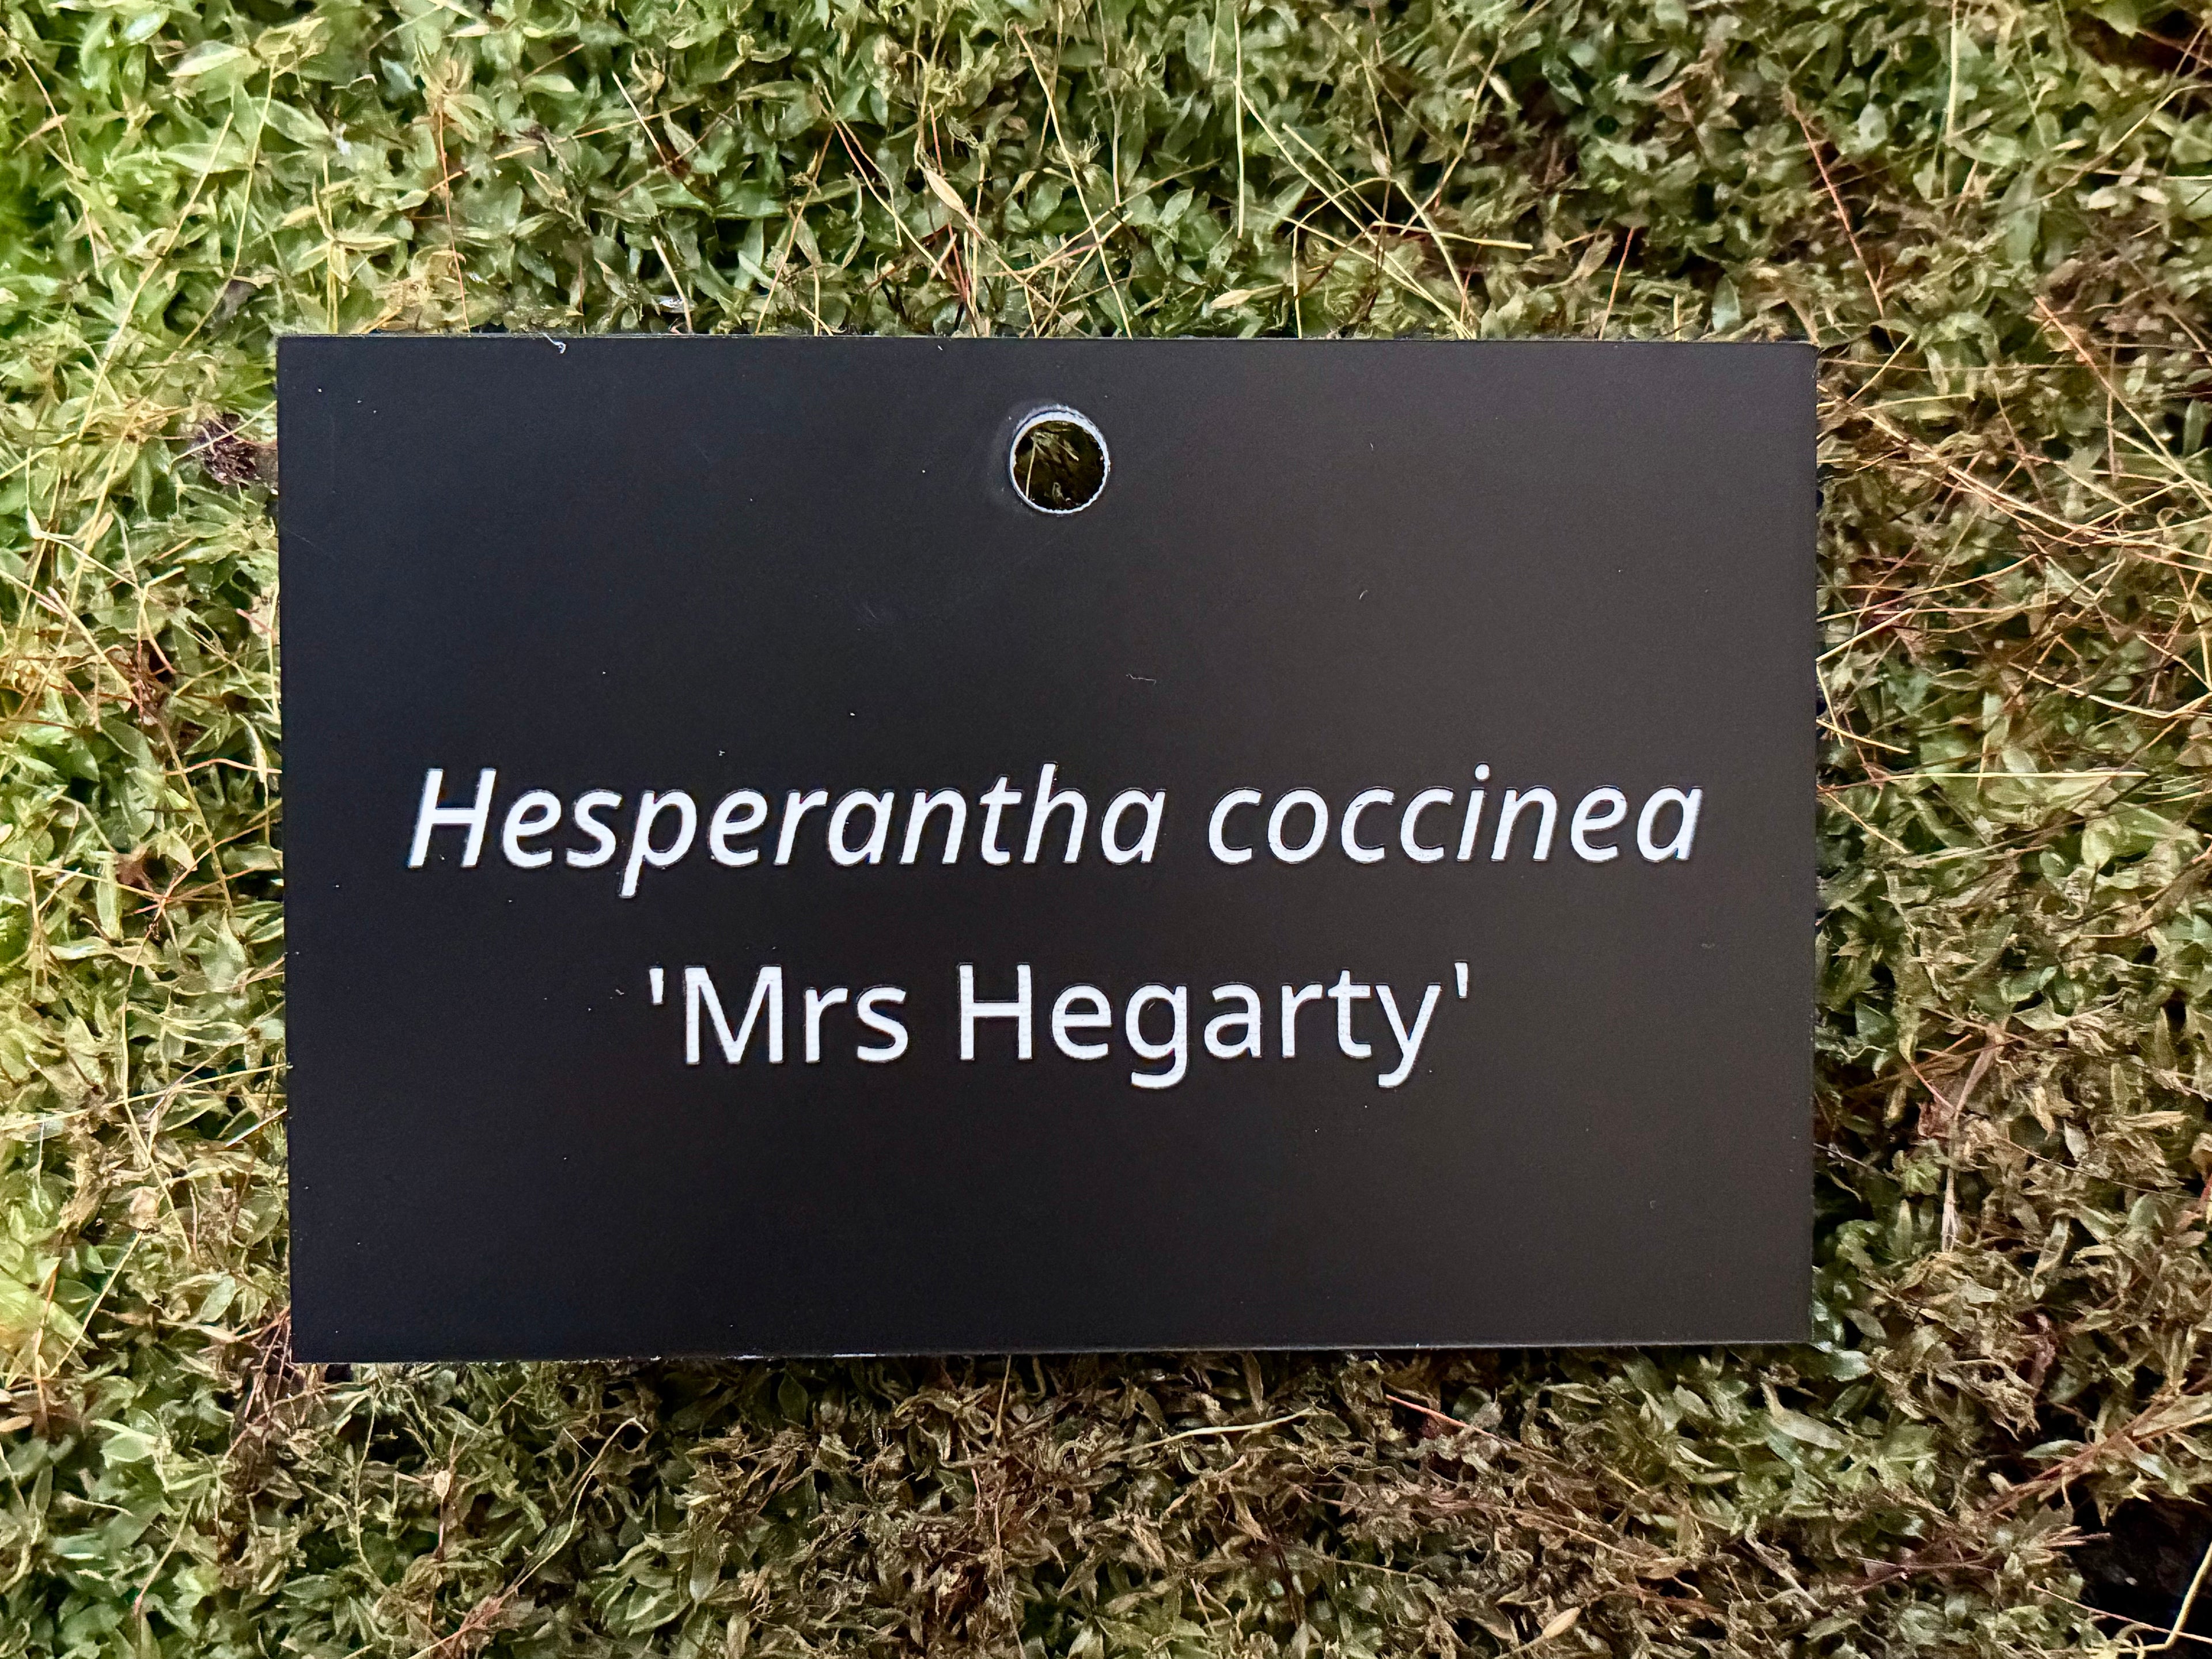 Hesperantha coccinea
'Mrs Hegarty'